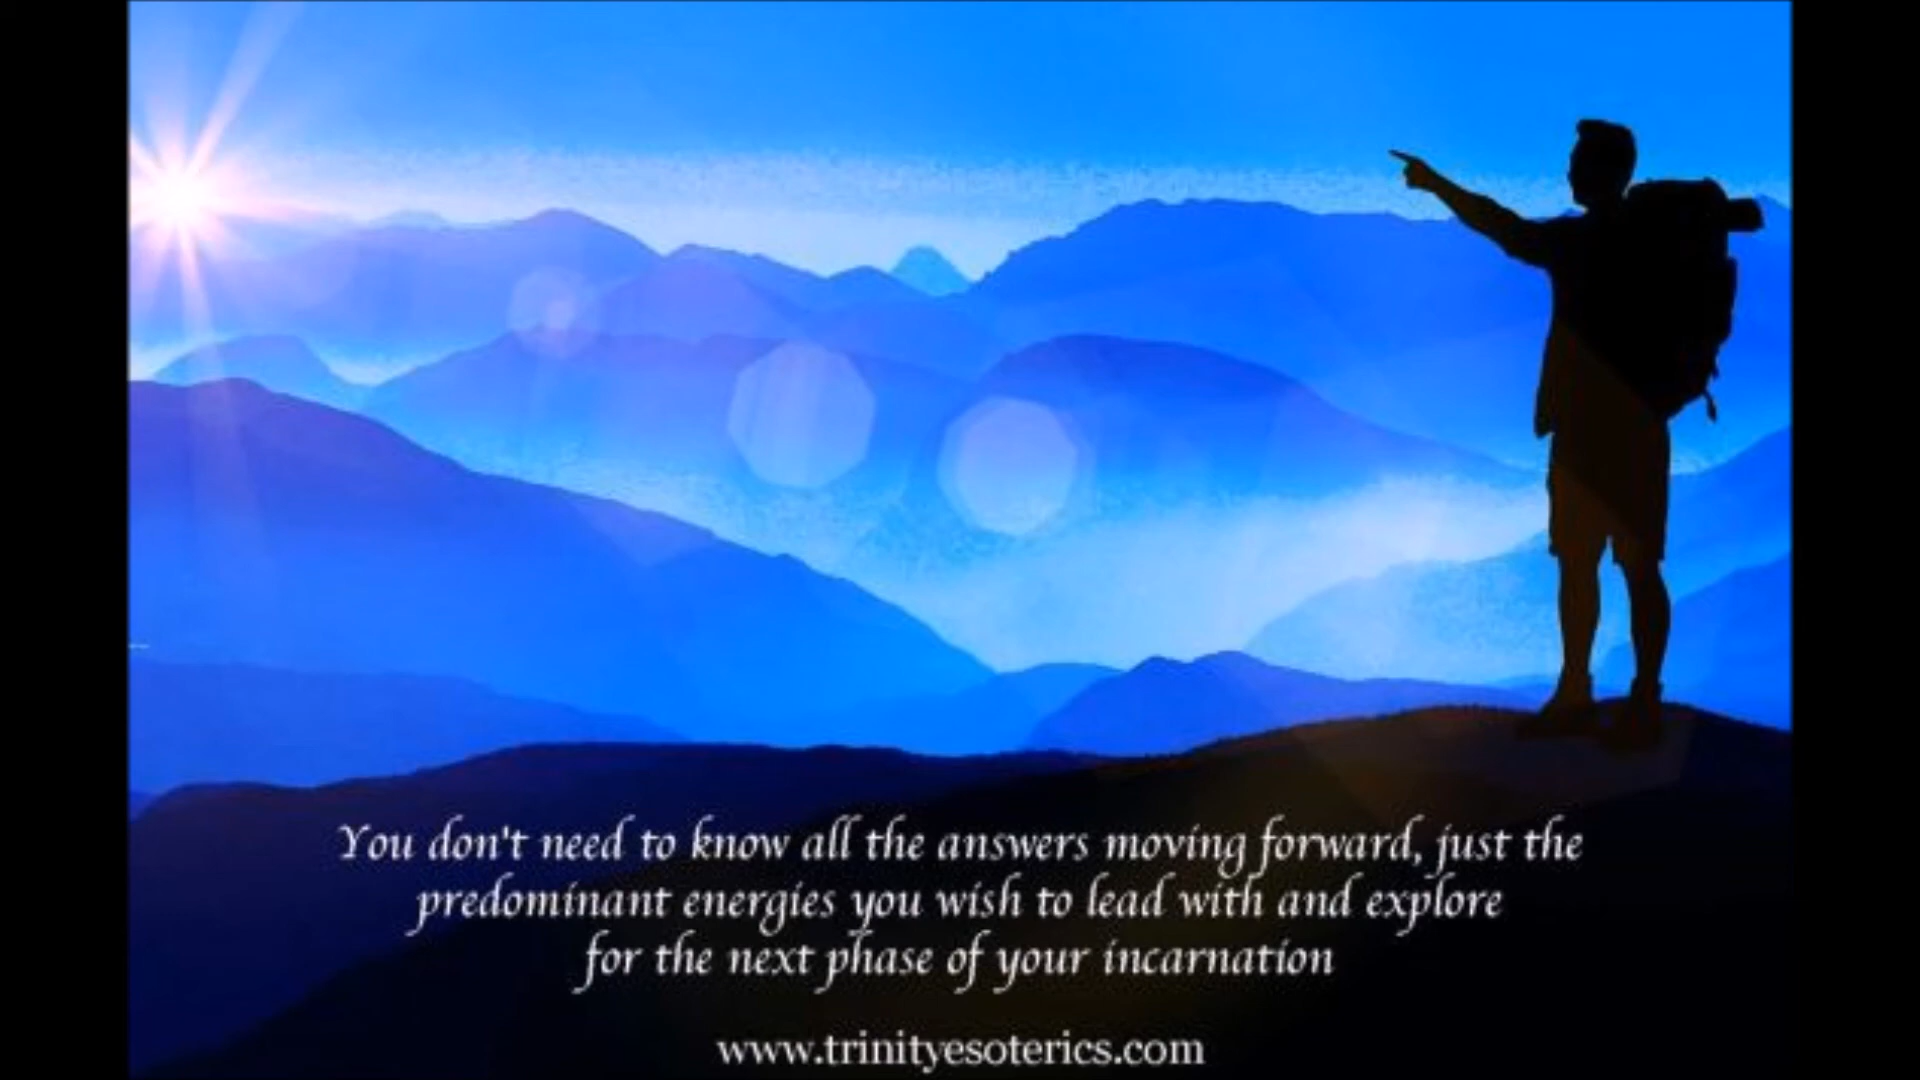 You don't need to know all the answers moving forward, just the
predominant energies you wish to lead with and explore
for the next phase of your incarnation
www.trinityesoterics.com